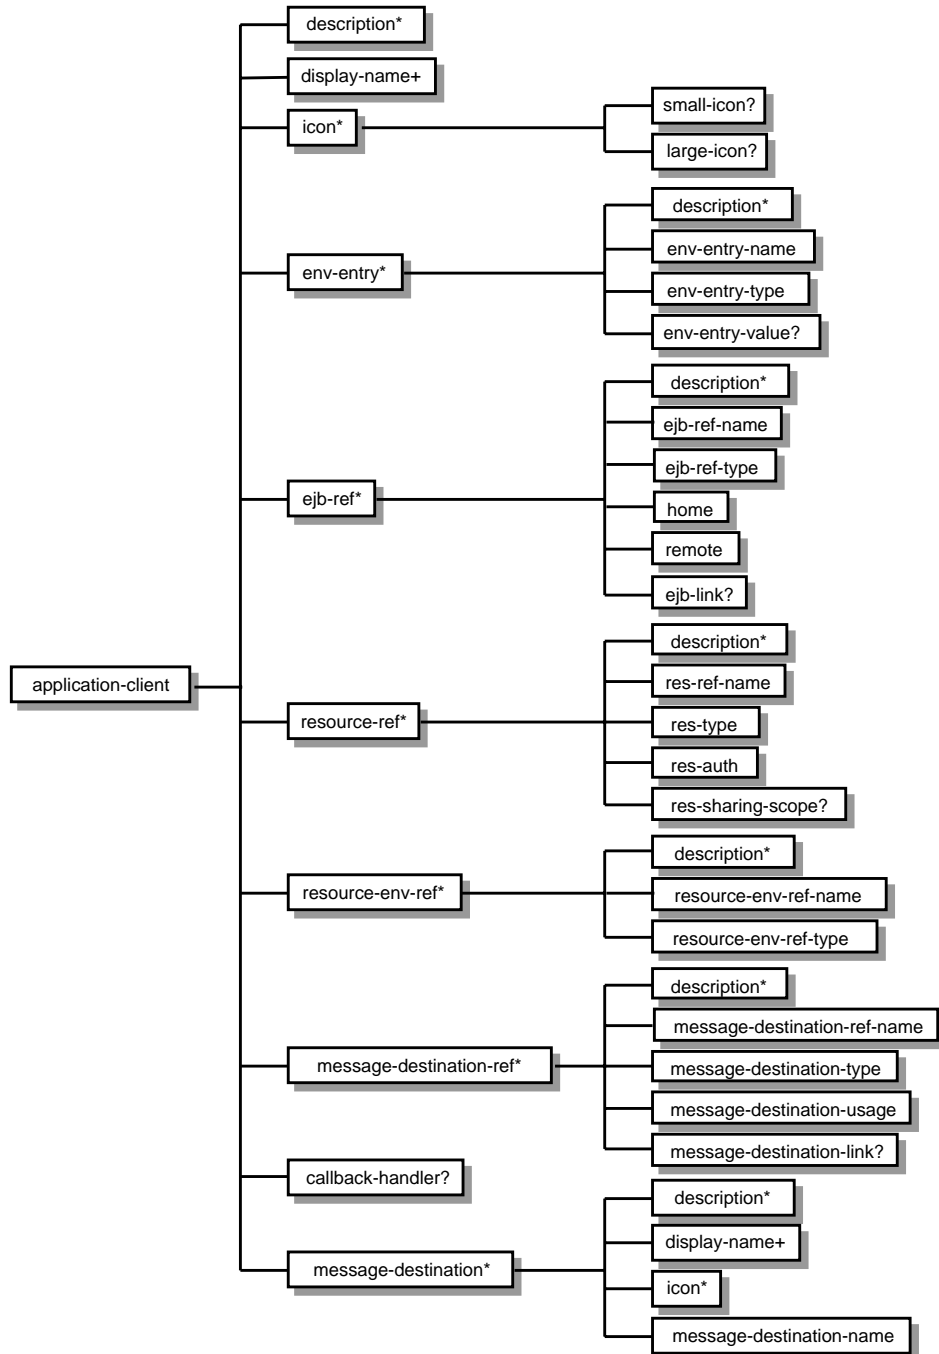 description*
display-name+
icon*
small-icon?
large-icon?
env-entry*
description*
env-entry-name
env-entry-type
env-entry-value?
ejb-ref*
description*
ejb-ref-name
ejb-ref-type
home
remote
ejb-link?
application-client
resource-ref*
description*
res-ref-name
res-type
res-auth
res-sharing-scope?
resource-env-ref*
description*
resource-env-ref-name
resource-env-ref-type
message-destination-ref*
description*
message-destination-ref-name
message-destination-type
message-destination-usage
message-destination-link?
callback-handler?
message-destination*
description*
display-name+
icon*
message-destination-name